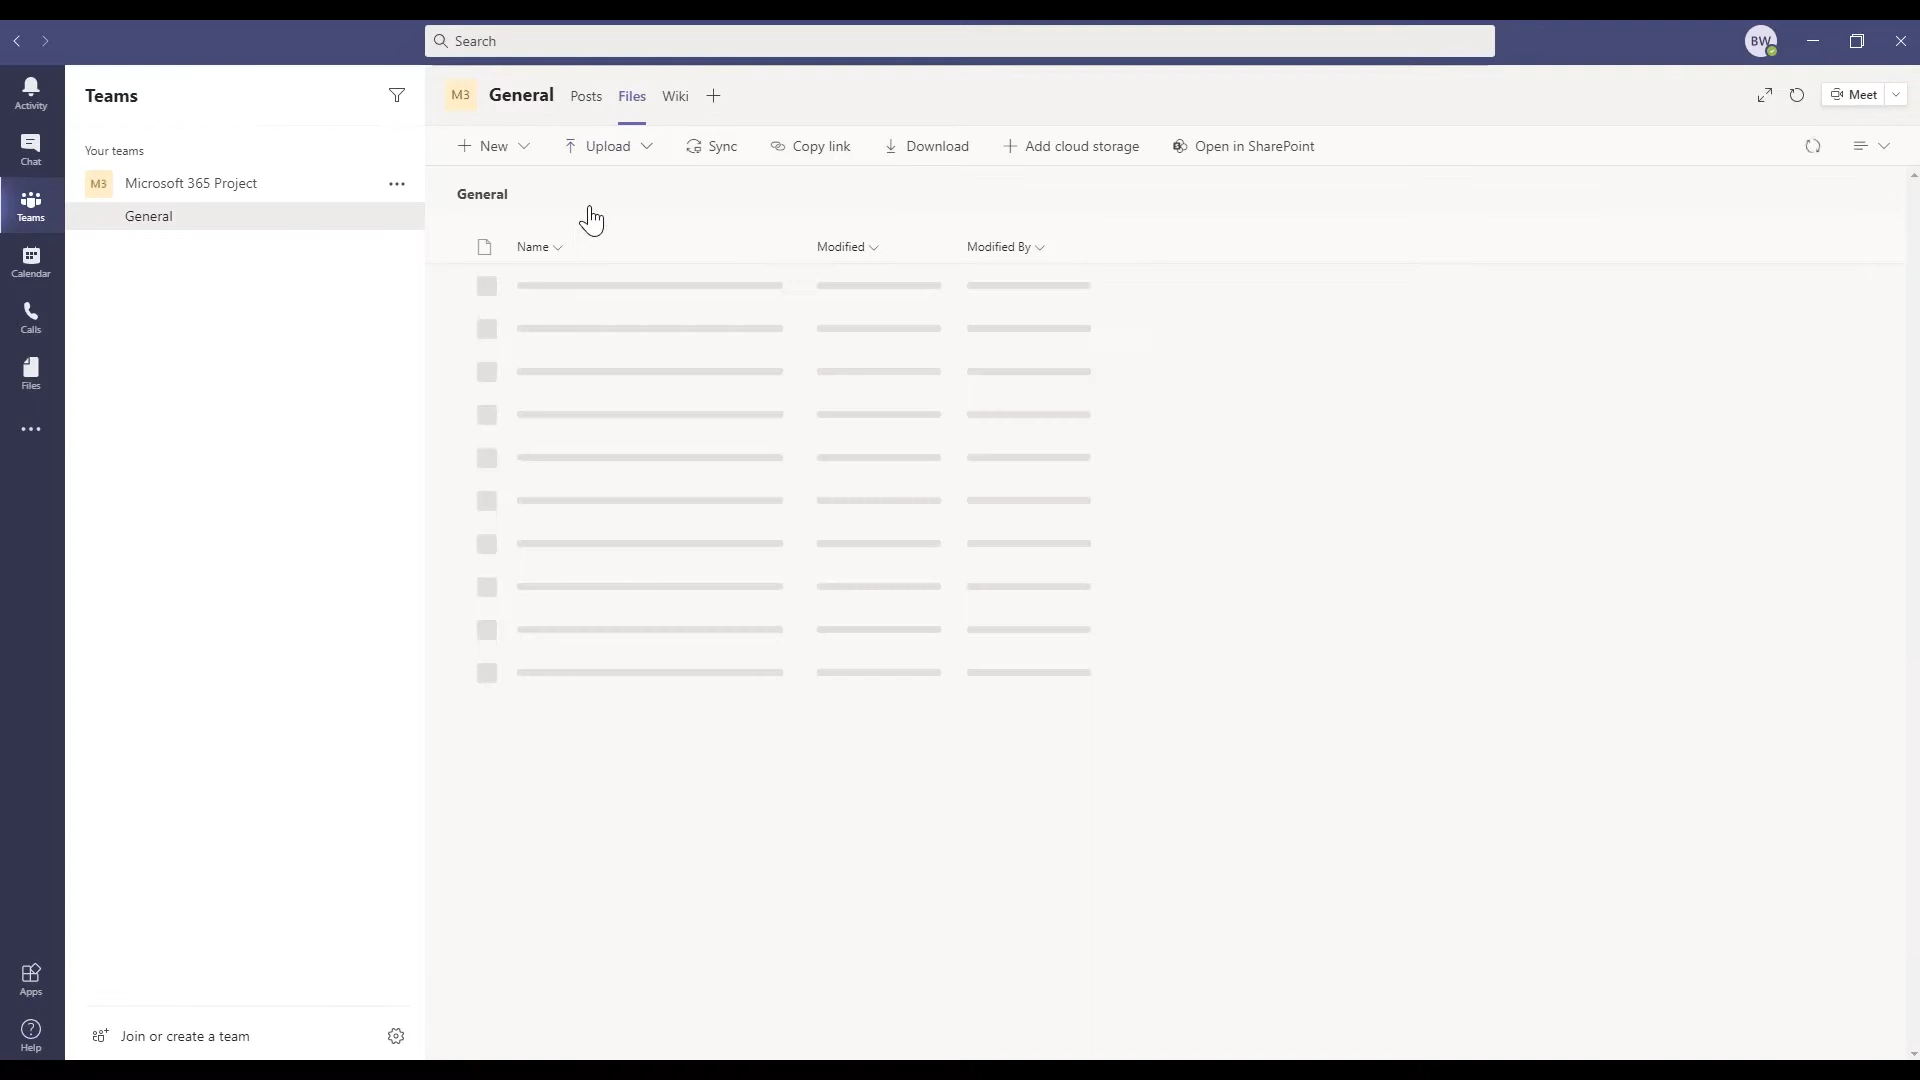 Search
BW
Activity
Chat
Teams
Calendar
Calls
Files
Apps
Help
Teams
Your teams
M3 Microsoft 365 Project
General
Join or create a team
M3 General Posts Files Wiki
Meet
New Upload Sync Copy link Download Add cloud storage Open in SharePoint
General
Name Modified Modified By